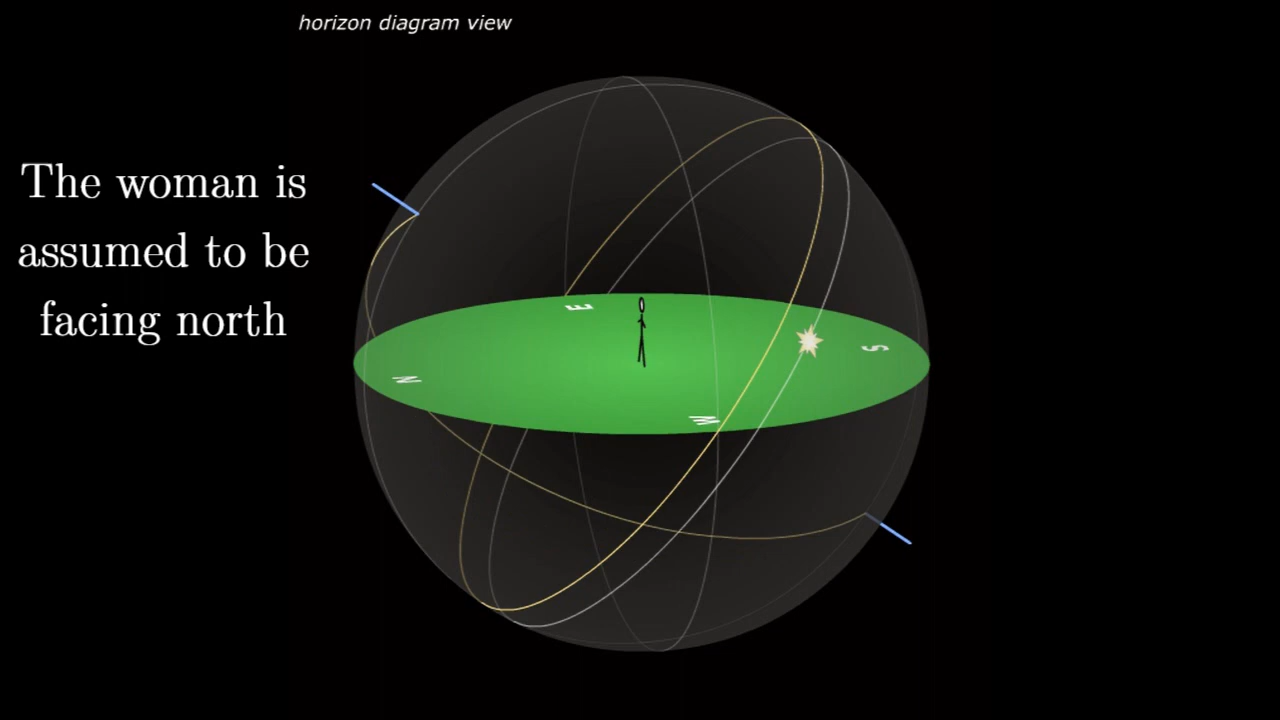 horizon diagram view
The woman is
assumed to be
facing north
E
S
N
W